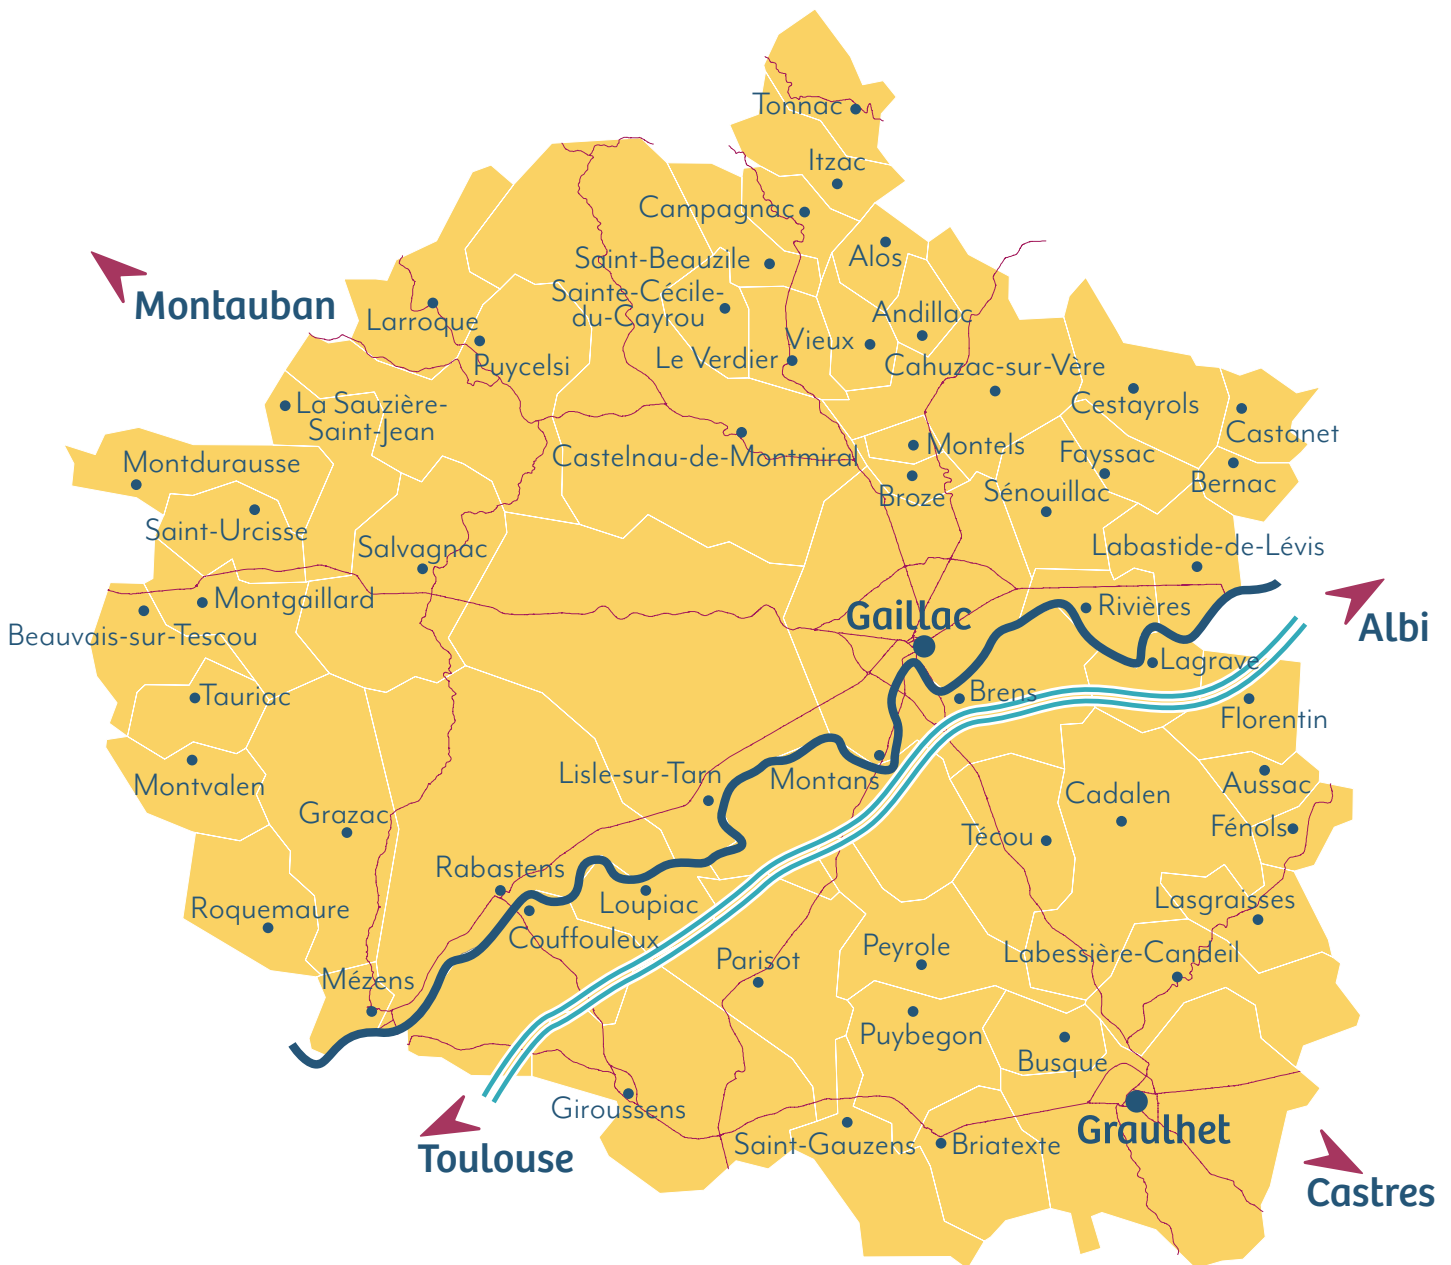 Tonnac
Itzac
Campagnac
Alos
Saint-Beauzile
Sainte-Cécile-
du-Cayrou
Montauban
Larroque
Andillac
Vieux
Le Verdier
Puycelsi
Cahuzac-sur-Vère
La Sauzière-
Saint-Jean
Cestayrols
Castanet
Montels
Fayssac
Castelnau-de-Montmiral
Montdurausse
Bernac
Broze
Sénouillac
Saint-Urcisse
Salvagnac
Labastide-de-Lévis
Montgaillard
Rivières
Gaillac
Albi
Beauvais-sur-Tescou
Lagrave
Tauriac
Brens
Florentin
Lisle-sur-Tarn
Montans
Montvalen
Aussac
Cadalen
Grazac
Fénols
Técou
Rabastens
Loupiac
Lasgraisses
Roquemaure
Couffouleux
Peyrole
Labessière-Candeil
Parisot
Mézens
Puybegon
Busque
Giroussens
Graulhet
Saint-Gauzens
Briatexte
Toulouse
Castres